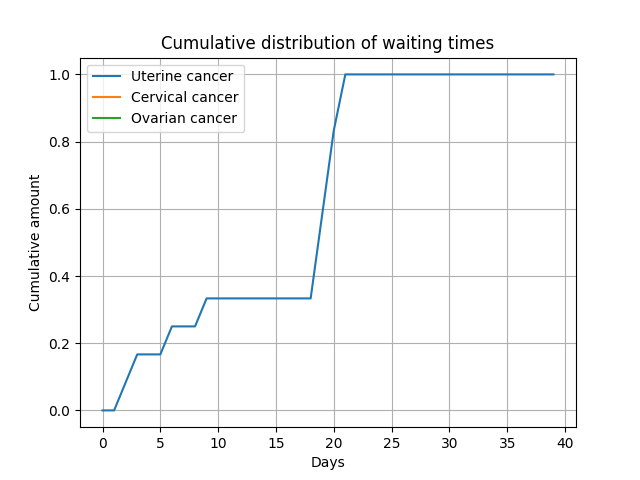 Cumulative distribution of waiting times
Uterine cancer
Cervical cancer
Ovarian cancer
Cumulative amount
1.0
0.8
0.6
0.4
0.2
0.0
0 5 10 15 20 25 30 35 40
Days